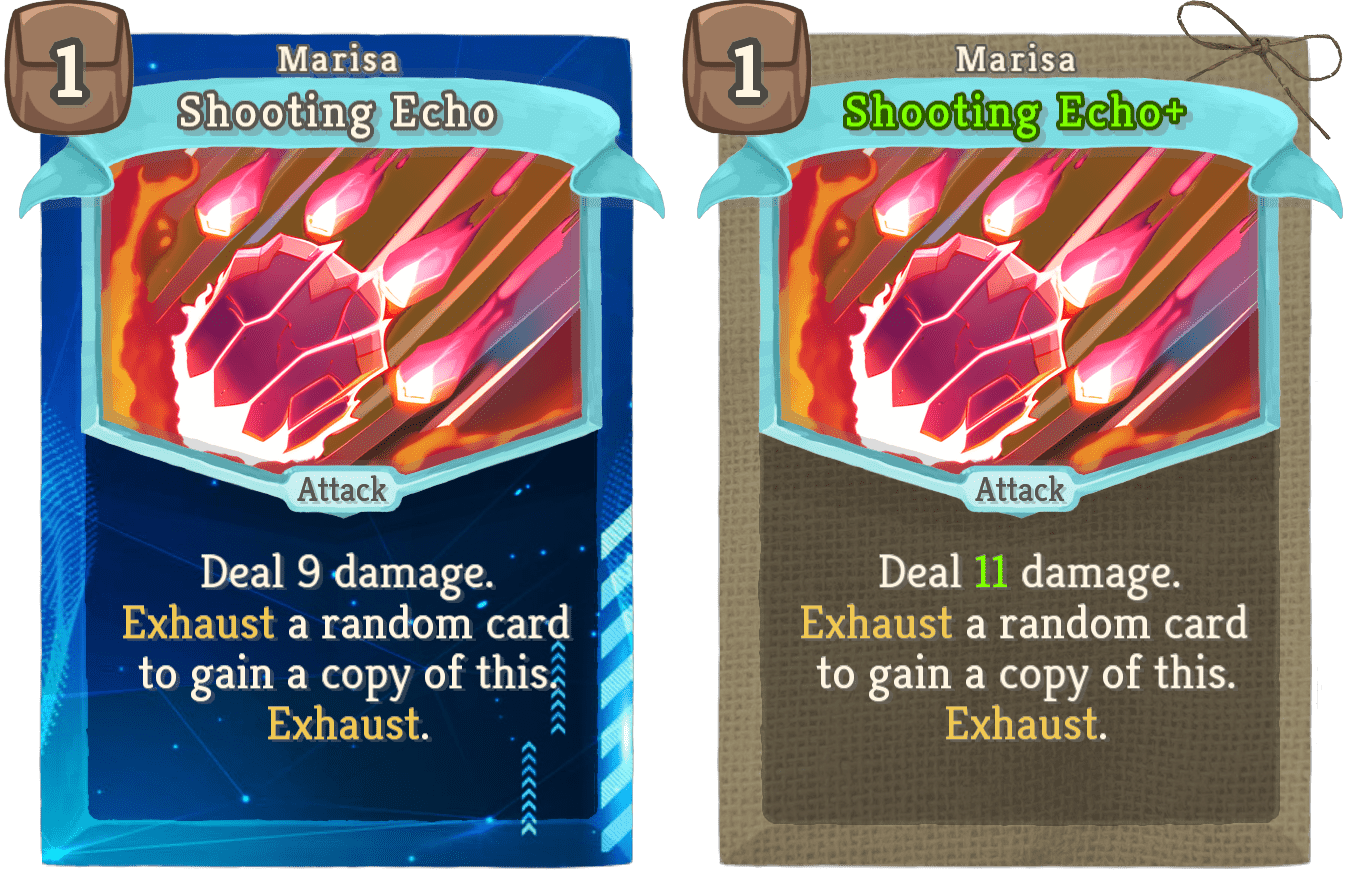 1
Marisa
Shooting Echo
Attack
Deal 9 damage.
Exhaust a random card
to gain a copy of this.
Exhaust.
1
Marisa
Shooting Echo+
Attack
Deal 11 damage.
Exhaust a random card
to gain a copy of this.
Exhaust.